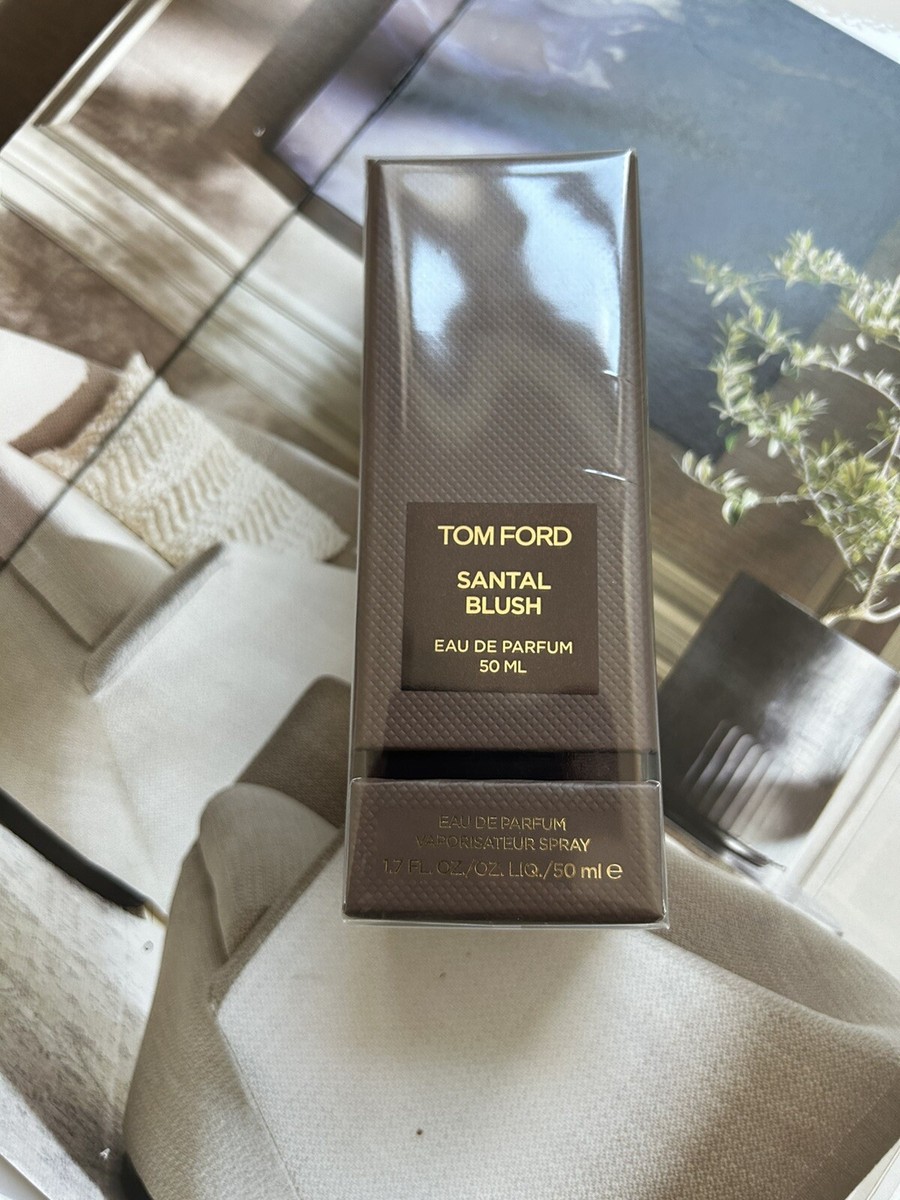 TOM FORD
SANTAL
BLUSH
EAU DE PARFUM
50 ML
EAU DE PARFUM
VAPORISATEUR SPRAY
1.7 FL. OZ./OZ. LIQ./50 ml e